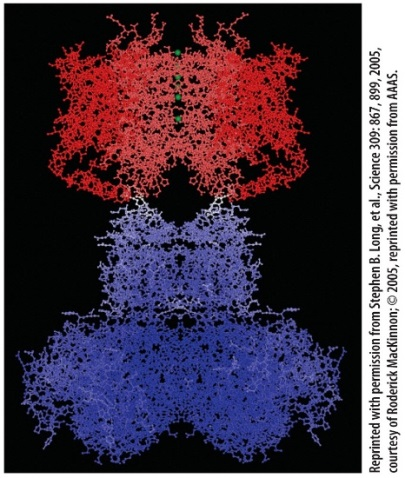 Reprinted with permission from Stephen B. Long, et al., Science 309: 867, 899, 2005,
courtesy of Roderick MacKinnon; © 2005, reprinted with permission from AAAS.